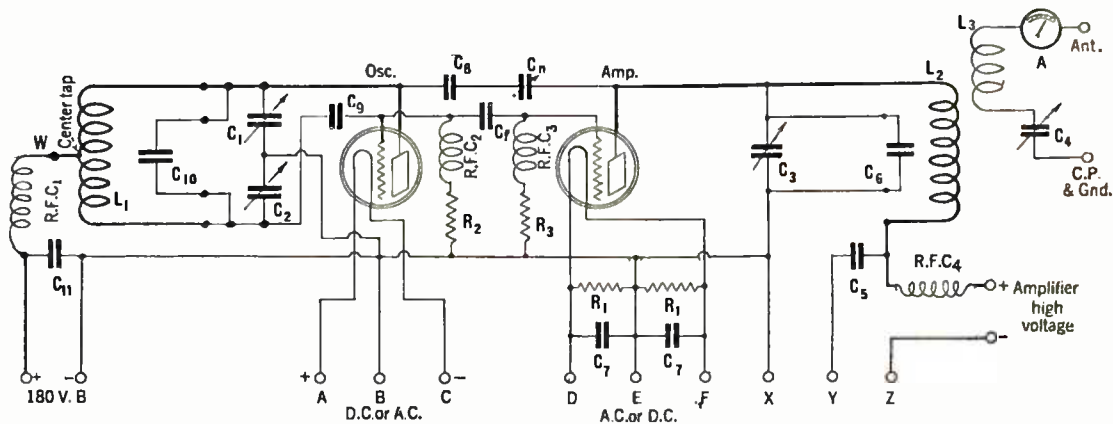 L3
A
Ant.
C4
C.P.
& Gnd.
Osc.
C8
Cn
Amp.
L2
Center tap
W
R.F.C1
L1
C10
C1
C2
C9
R.F.C2
Cf
R.F.C3
R2
R3
C3
C6
C11
R1
R1
C7
C7
C5
R.F.C4
+ Amplifier
high
voltage
-
+ - 
180 V. B
+ A B C -
D.C. or A.C.
D E F
A.C. or D.C.
X Y Z